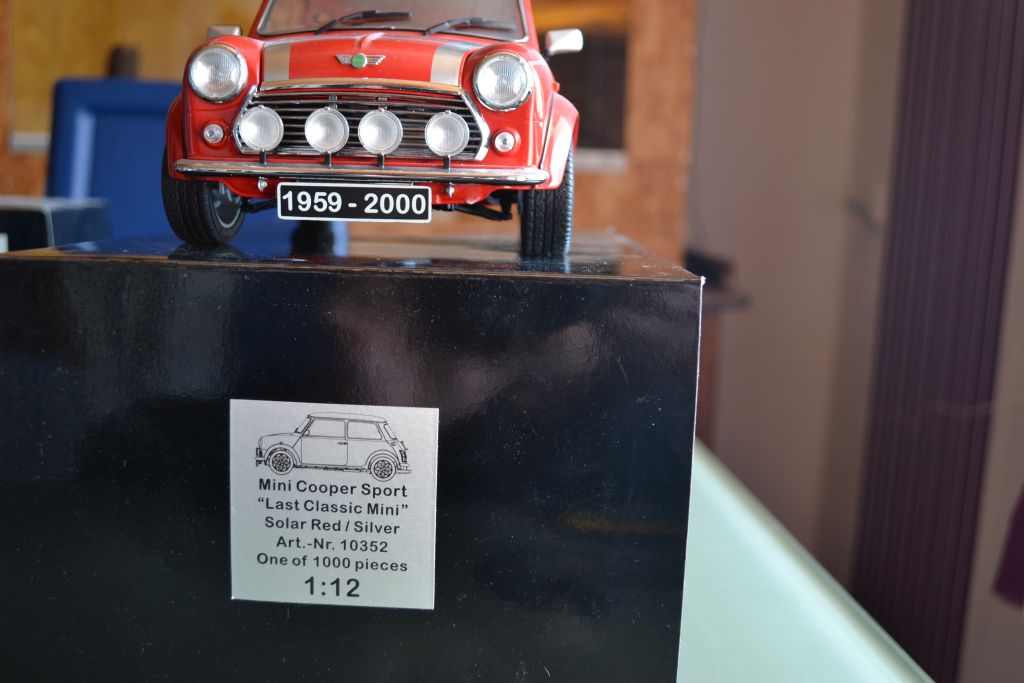 1959 - 2000
Mini Cooper Sport
“Last Classic Mini”
Solar Red / Silver
Art.-Nr. 10352
One of 1000 pieces
1:12